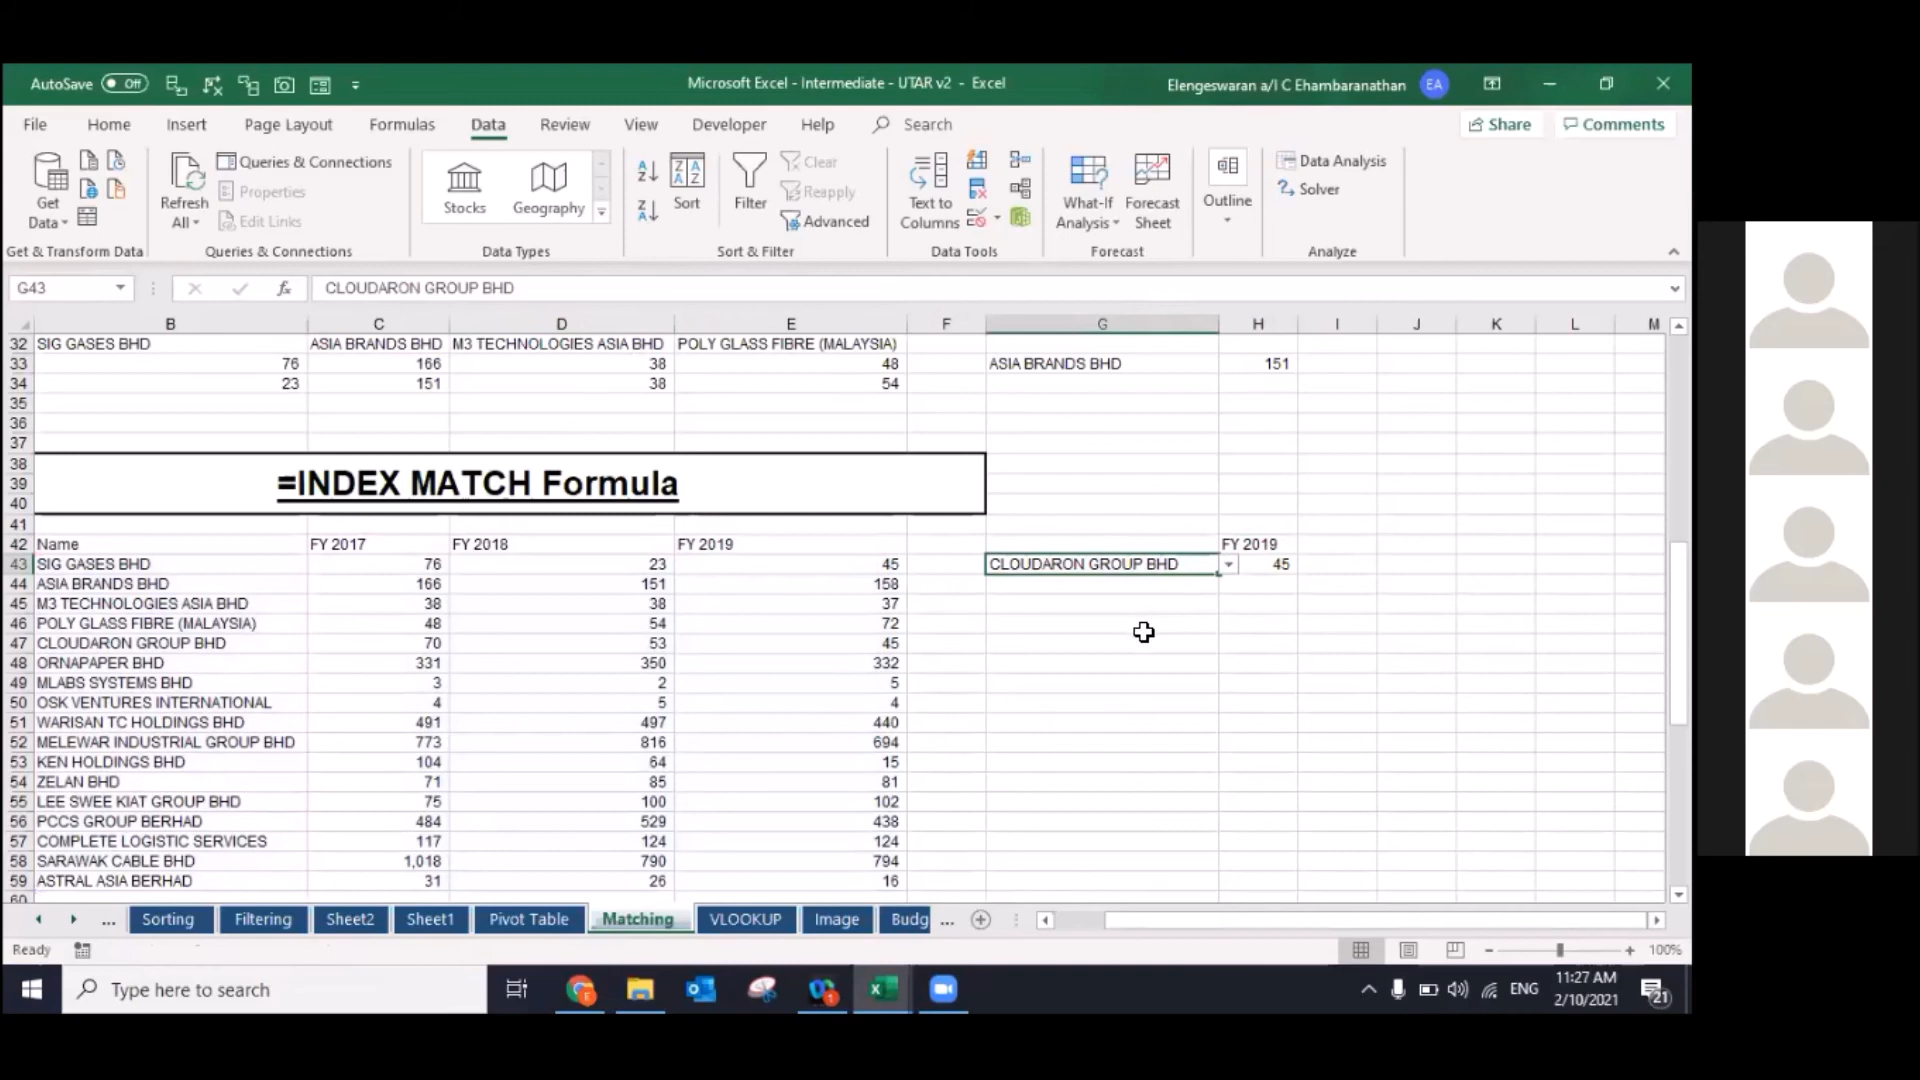 AutoSave Off Microsoft Excel - Intermediate - UTAR v2 - Excel Elengeswaran a/l C Ehambaranathan EA
File Home Insert Page Layout Formulas Data Review View Developer Help Search Share Comments
Get Data
Refresh All
Queries & Connections
Properties
Edit Links
Stocks Geography
Sort
Filter
Clear
Reapply
Advanced
Text to Columns
What-If Analysis
Forecast Sheet
Outline
Data Analysis
Solver
Get & Transform Data Queries & Connections Data Types Sort & Filter Data Tools Forecast Analyze
G43 fx CLOUDARON GROUP BHD
B C D E F G H I J K L M
32 SIG GASES BHD ASIA BRANDS BHD M3 TECHNOLOGIES ASIA BHD POLY GLASS FIBRE (MALAYSIA)
33 76 166 38 48 ASIA BRANDS BHD 151
34 23 151 38 54
35
36
37
38
39 =INDEX MATCH Formula
40
41
42 Name FY 2017 FY 2018 FY 2019 FY 2019
43 SIG GASES BHD 76 23 45 CLOUDARON GROUP BHD 45
44 ASIA BRANDS BHD 166 151 158
45 M3 TECHNOLOGIES ASIA BHD 38 38 37
46 POLY GLASS FIBRE (MALAYSIA) 48 54 72
47 CLOUDARON GROUP BHD 70 53 45
48 ORNAPAPER BHD 331 350 332
49 MLABS SYSTEMS BHD 3 2 5
50 OSK VENTURES INTERNATIONAL 4 5 4
51 WARISAN TC HOLDINGS BHD 491 497 440
52 MELEWAR INDUSTRIAL GROUP BHD 773 816 694
53 KEN HOLDINGS BHD 104 64 15
54 ZELAN BHD 71 85 81
55 LEE SWEE KIAT GROUP BHD 75 100 102
56 PCCS GROUP BERHAD 484 529 438
57 COMPLETE LOGISTIC SERVICES 117 124 124
58 SARAWAK CABLE BHD 1,018 790 794
59 ASTRAL ASIA BERHAD 31 26 16
60
... Sorting Filtering Sheet2 Sheet1 Pivot Table Matching VLOOKUP Image Budg ...
Ready 100%
Type here to search ENG 11:27 AM
2/10/2021 21